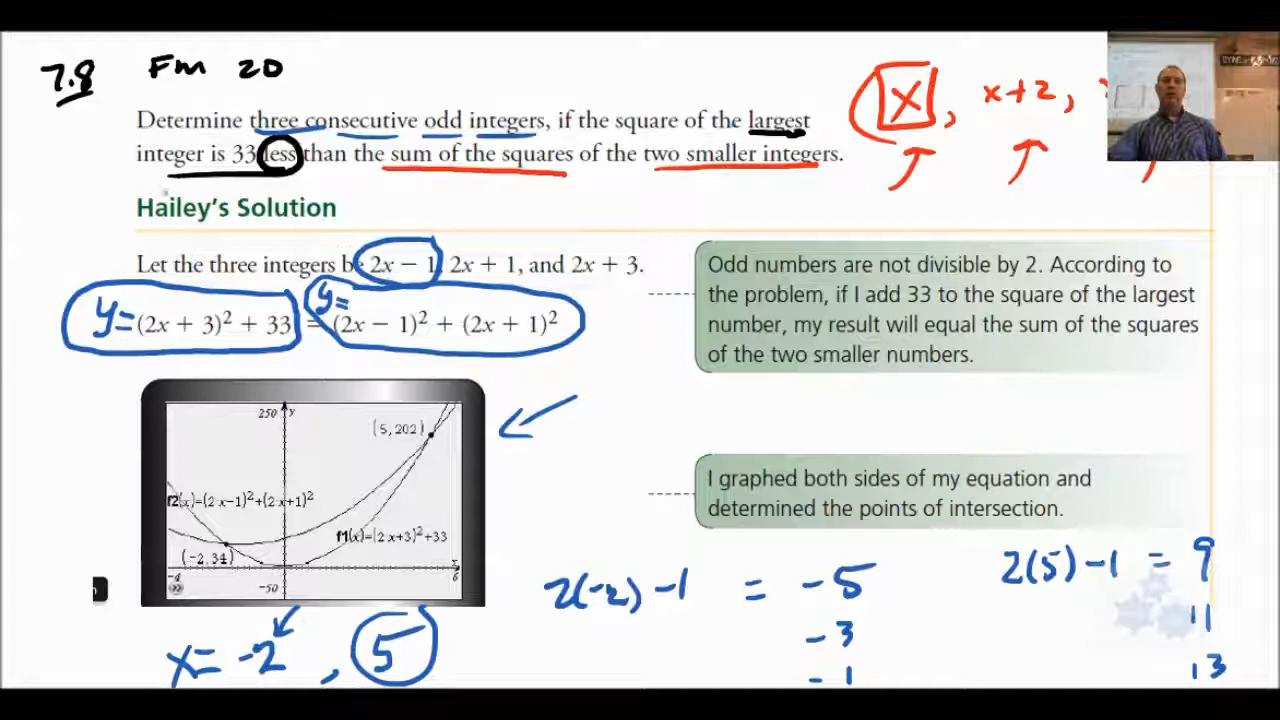 7.8 Fm 20
Determine three consecutive odd integers, if the square of the largest
integer is 33 less than the sum of the squares of the two smaller integers.
x, x+2,
Hailey's Solution
Let the three integers be 2x − 1, 2x + 1, and 2x + 3.
y= (2x + 3)² + 33 = y= (2x − 1)² + (2x + 1)²
Odd numbers are not divisible by 2. According to
the problem, if I add 33 to the square of the largest
number, my result will equal the sum of the squares
of the two smaller numbers.
250 y
(5,202)
f2(x)=(2·x−1)²+(2·x+1)²
f1(x)=(2·x+3)²+33
(-2,34)
-4
-50
x
6
I graphed both sides of my equation and
determined the points of intersection.
x = -2, 5
2(-2) -1 = -5
-3
-1
2(5) -1 = 9
11
13